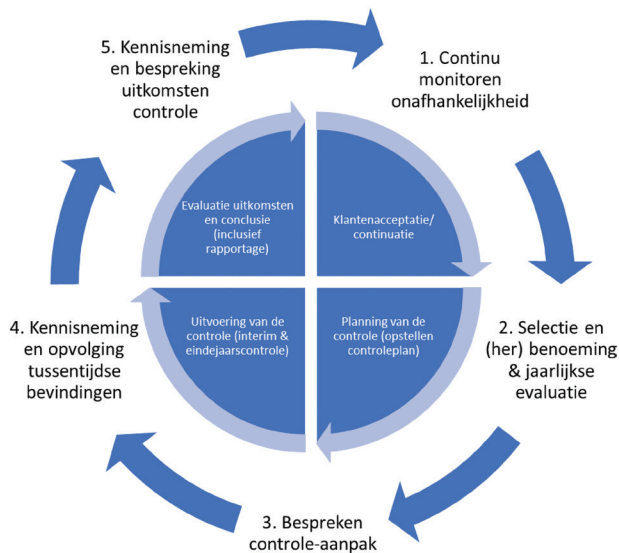 1. Continu
monitoren
onafhankelijkheid
2. Selectie en
(her) benoeming
& jaarlijkse
evaluatie
3. Bespreken
controle-aanpak
4. Kennisneming
en opvolging
tussentijdse
bevindingen
5. Kennisneming
en bespreking
uitkomsten
controle
Klantenacceptatie/
continuatie
Planning van de
controle (opstellen
controleplan)
Uitvoering van de
controle (interim &
eindejaarscontrole)
Evaluatie uitkomsten
en conclusie
(inclusief
rapportage)